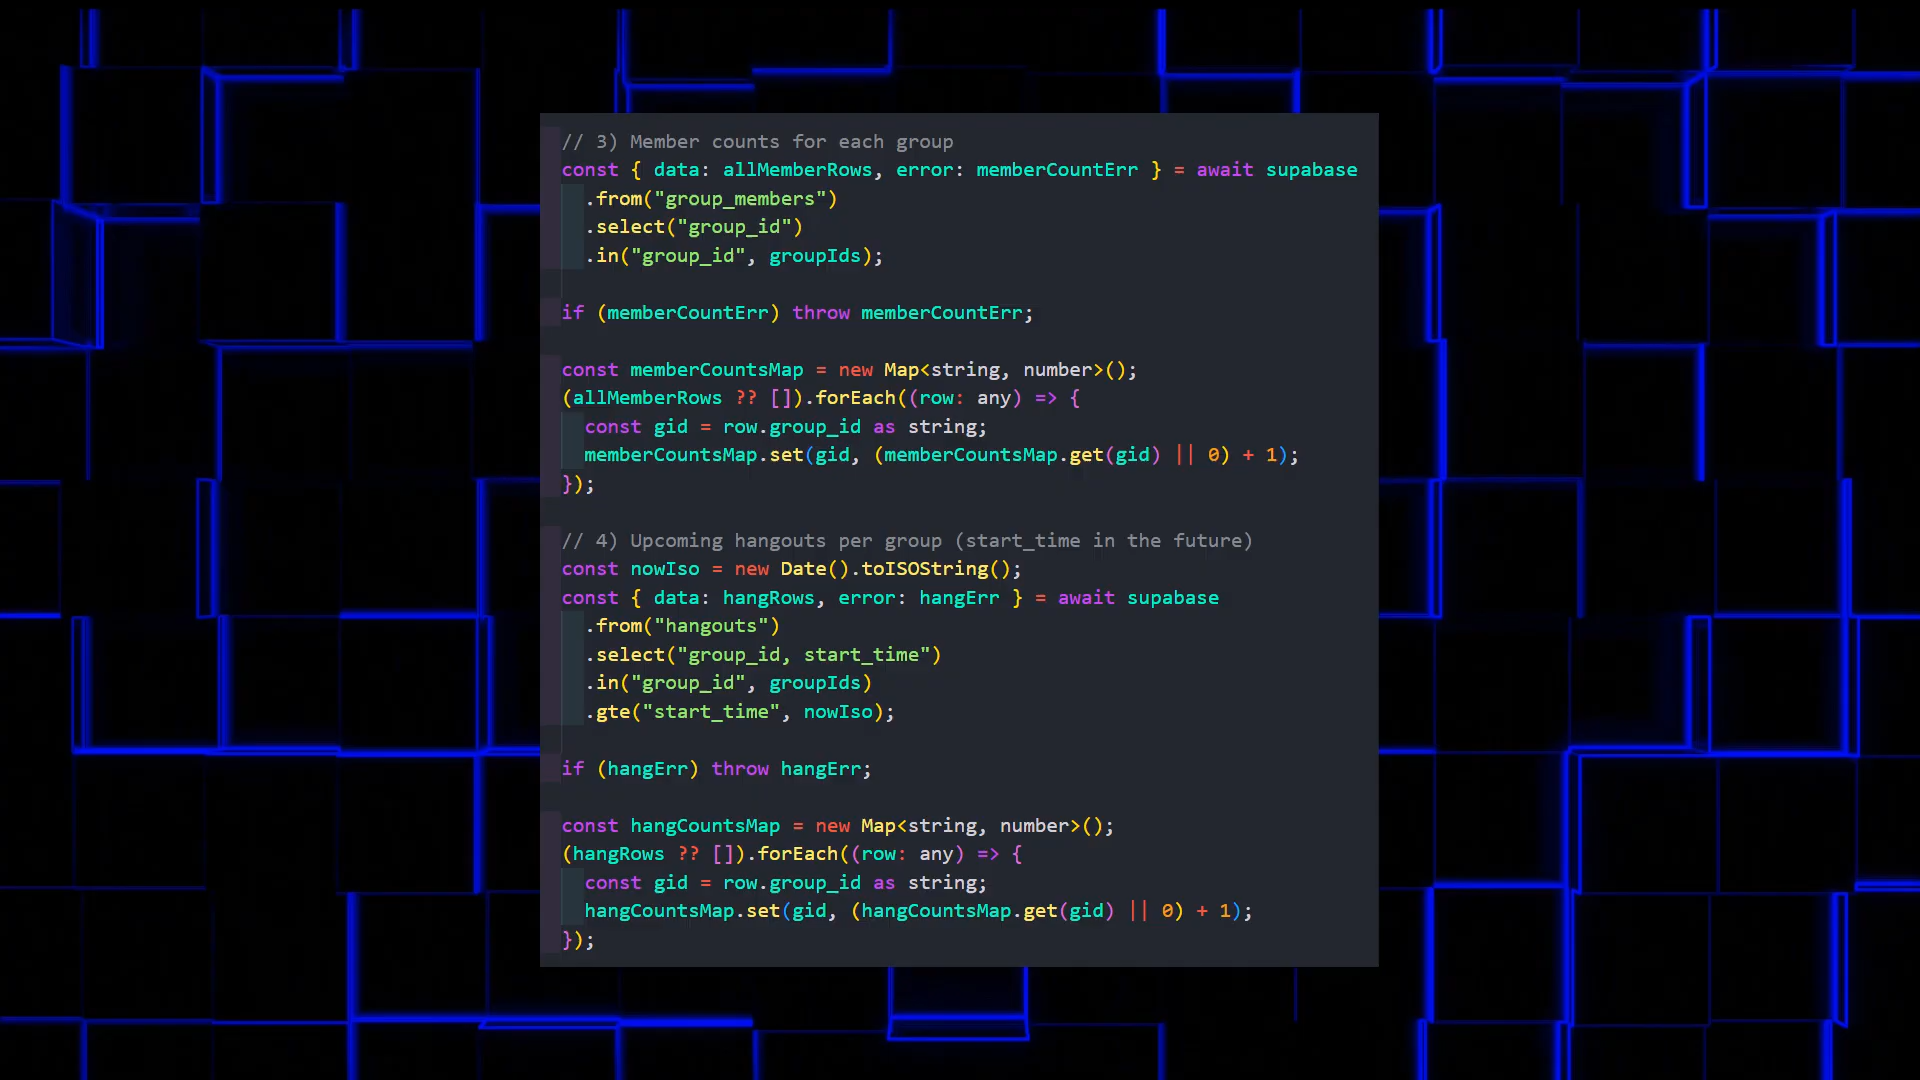 // 3) Member counts for each group
const { data: allMemberRows, error: memberCountErr } = await supabase
.from("group_members")
.select("group_id")
.in("group_id", groupIds);
if (memberCountErr) throw memberCountErr;
const memberCountsMap = new Map<string, number>();
(allMemberRows ?? []).forEach((row: any) => {
const gid = row.group_id as string;
memberCountsMap.set(gid, (memberCountsMap.get(gid) || 0) + 1);
});
// 4) Upcoming hangouts per group (start_time in the future)
const nowIso = new Date().toISOString();
const { data: hangRows, error: hangErr } = await supabase
.from("hangouts")
.select("group_id, start_time")
.in("group_id", groupIds)
.gte("start_time", nowIso);
if (hangErr) throw hangErr;
const hangCountsMap = new Map<string, number>();
(hangRows ?? []).forEach((row: any) => {
const gid = row.group_id as string;
hangCountsMap.set(gid, (hangCountsMap.get(gid) || 0) + 1);
});